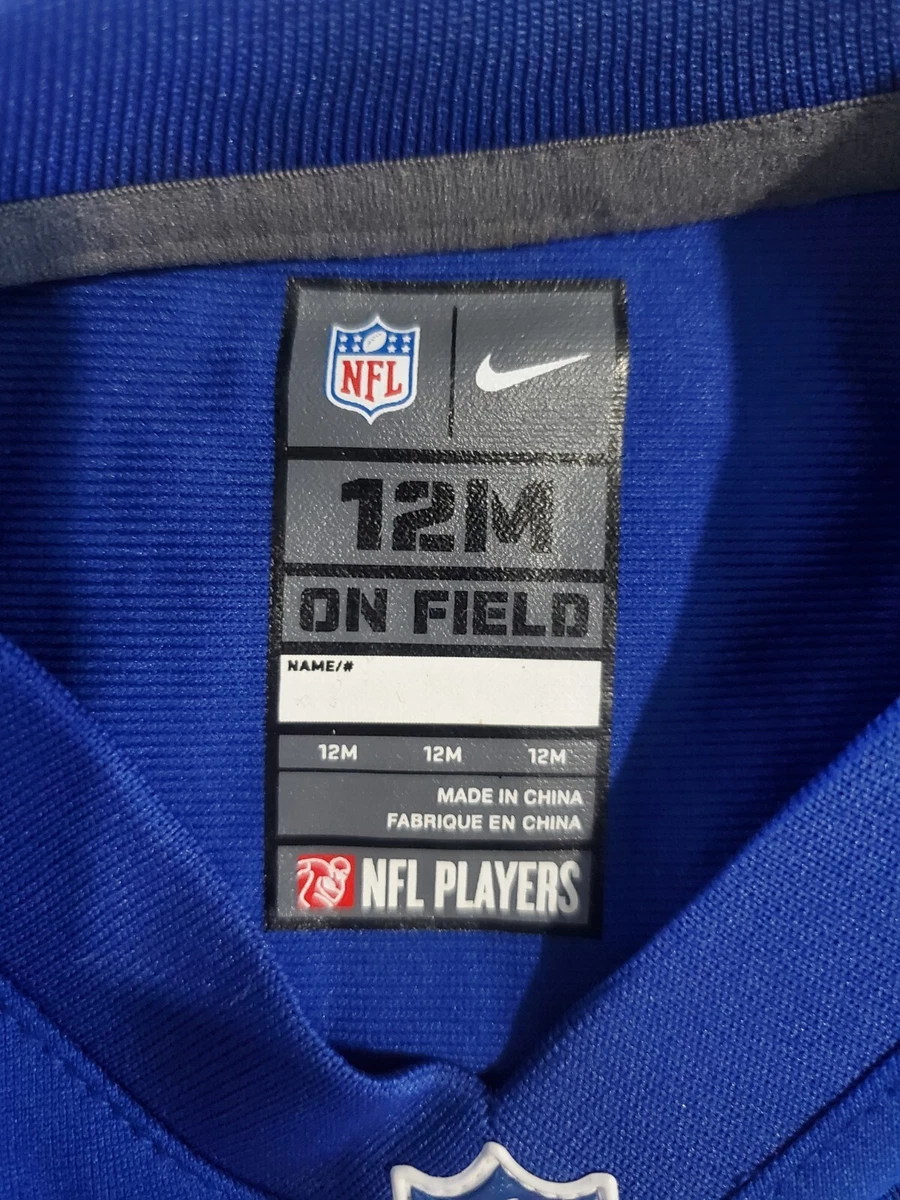 NFL
12M
ON FIELD
NAME/#
12M 12M 12M
MADE IN CHINA
FABRIQUE EN CHINA
NFL PLAYERS